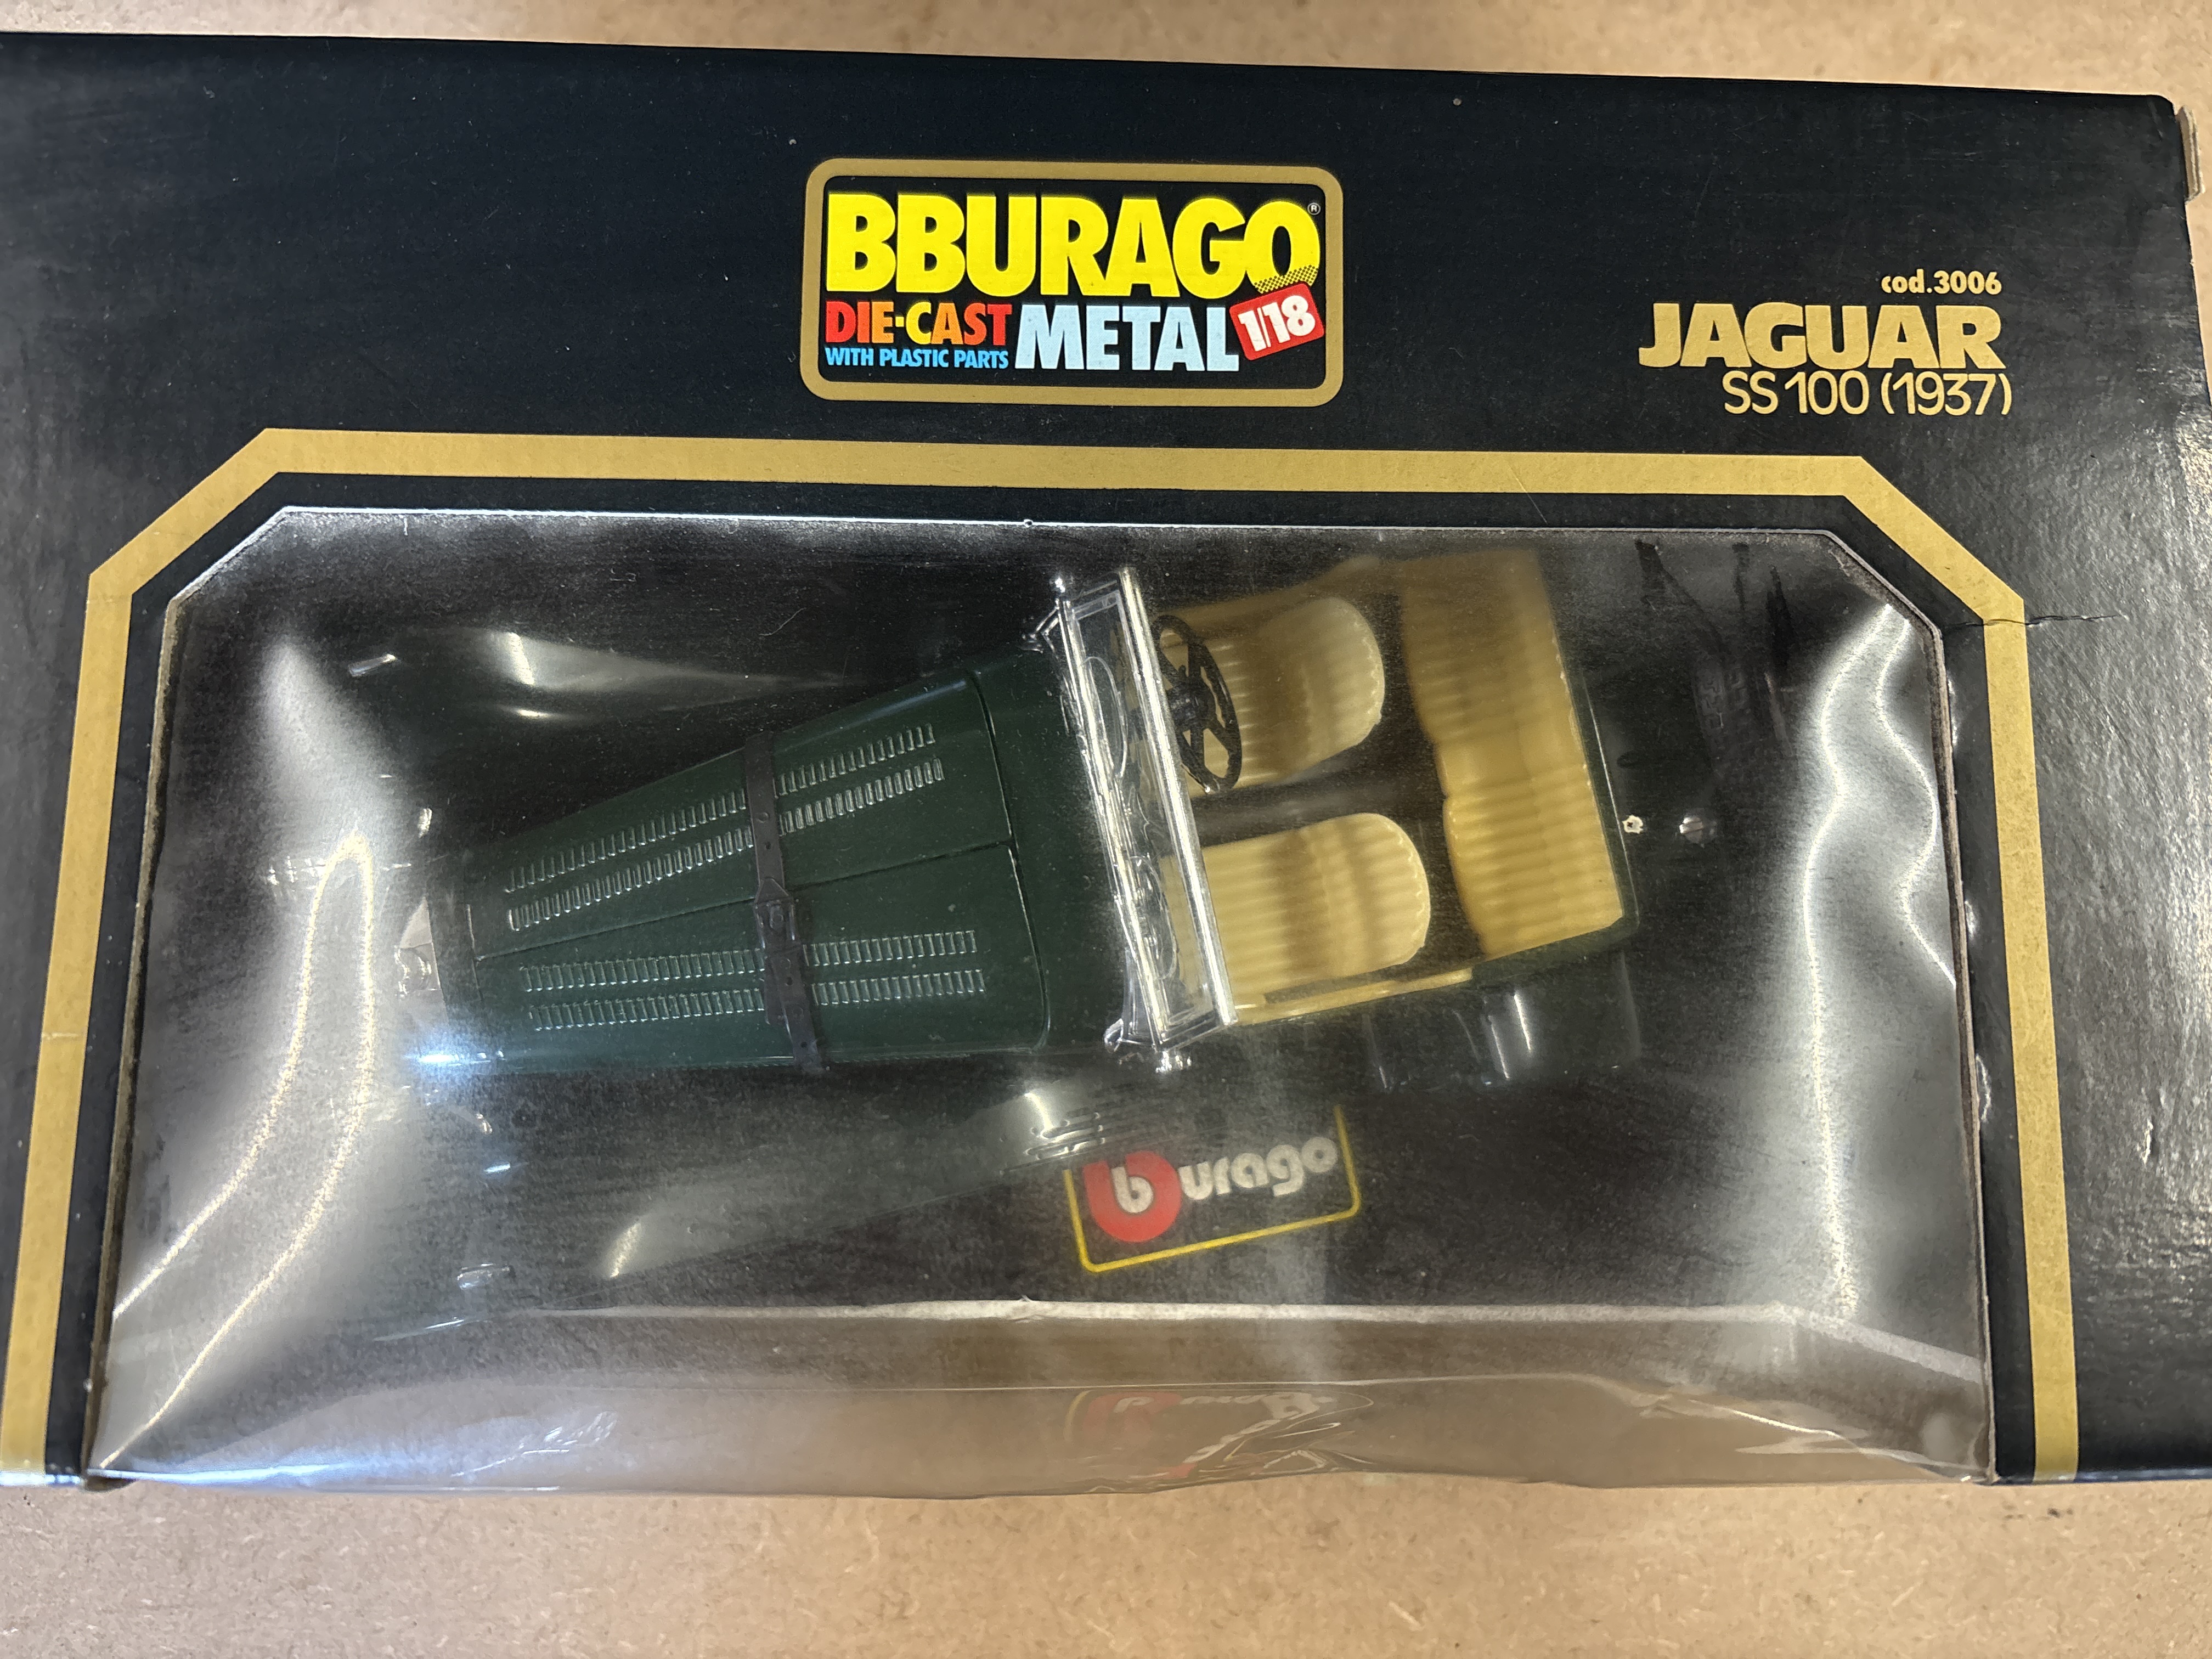 BBURAGO®
DIE-CAST METAL 1/18
WITH PLASTIC PARTS
cod.3006
JAGUAR
SS 100 (1937)
burago